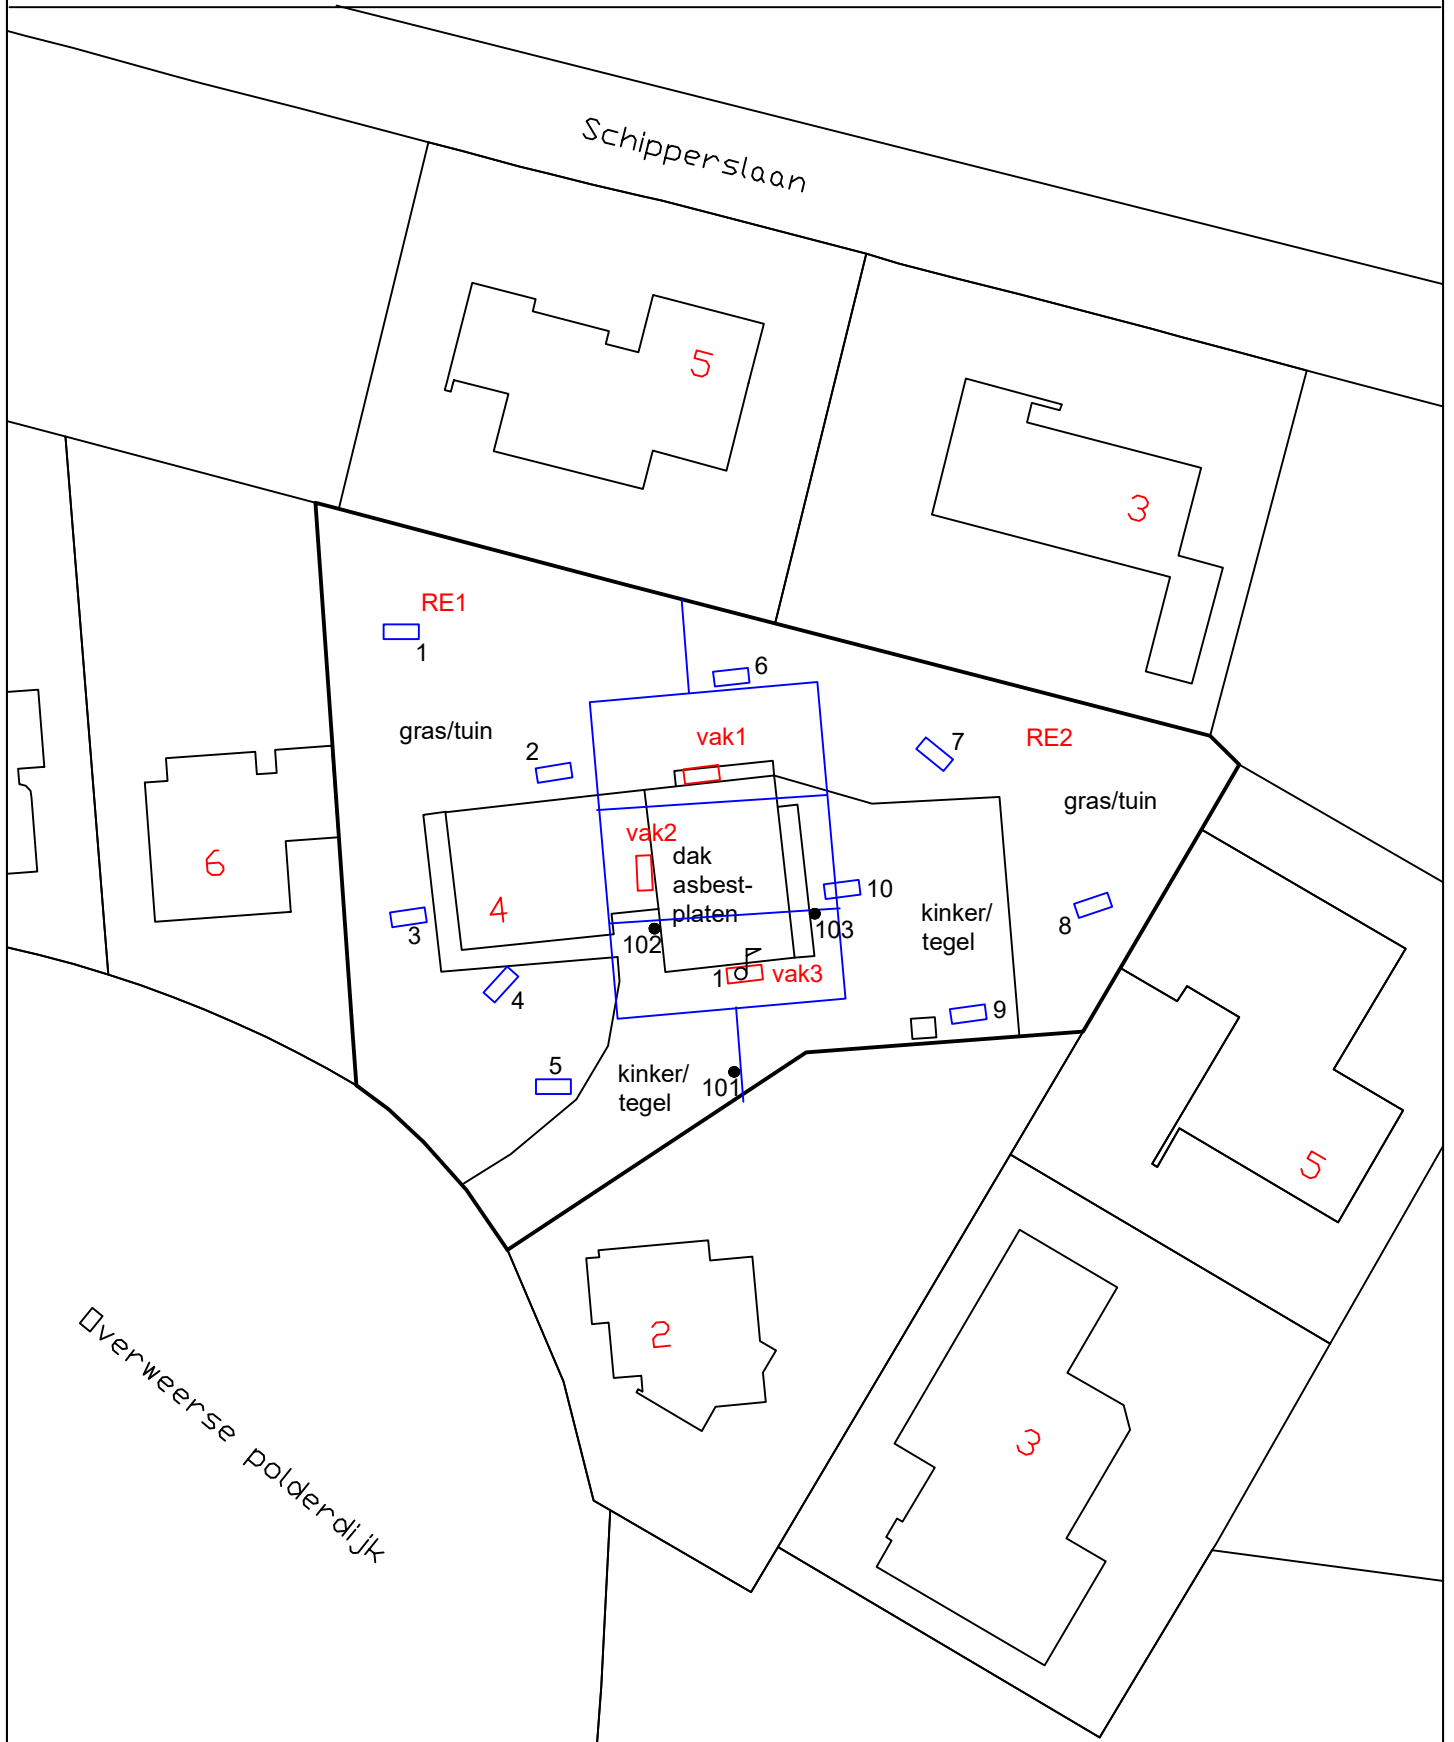 Schipperslaan
5
3
RE1
1
6
gras/tuin
2
vak1
7
RE2
gras/tuin
vak2
dak
asbest-
platen
6
4
10
3
102
103
kinker/
tegel
8
1
vak3
4
9
5
kinker/
tegel
101
5
2
Overweerse polderdijk
3